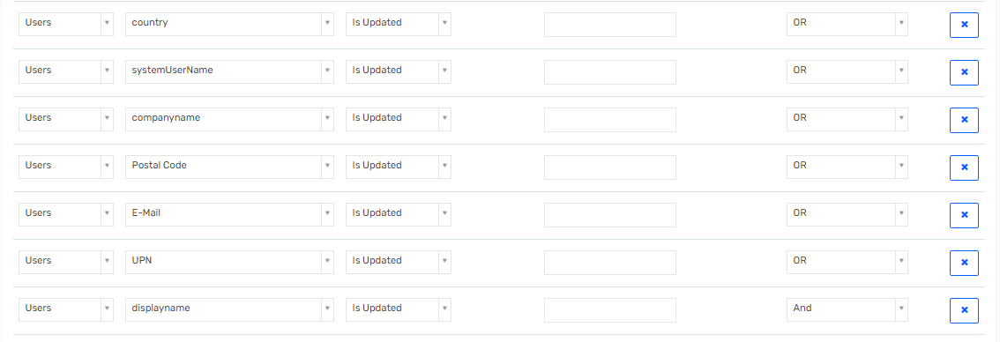 Users country Is Updated OR
Users systemUserName Is Updated OR
Users companyname Is Updated OR
Users Postal Code Is Updated OR
Users E-Mail Is Updated OR
Users UPN Is Updated OR
Users displayname Is Updated And